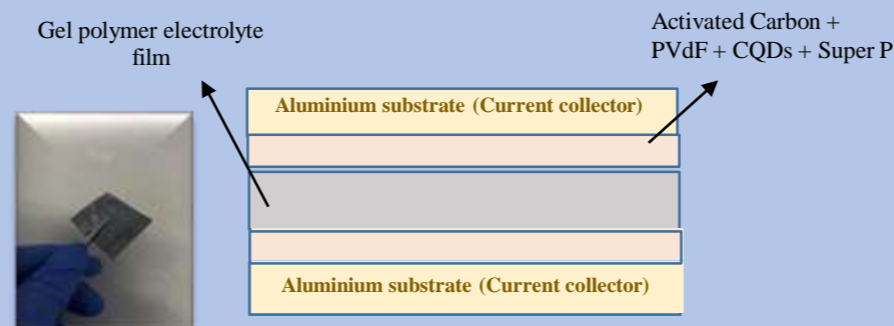 Gel polymer electrolyte
film
Activated Carbon +
PVdF + CQDs + Super P
Aluminium substrate (Current collector)
Aluminium substrate (Current collector)